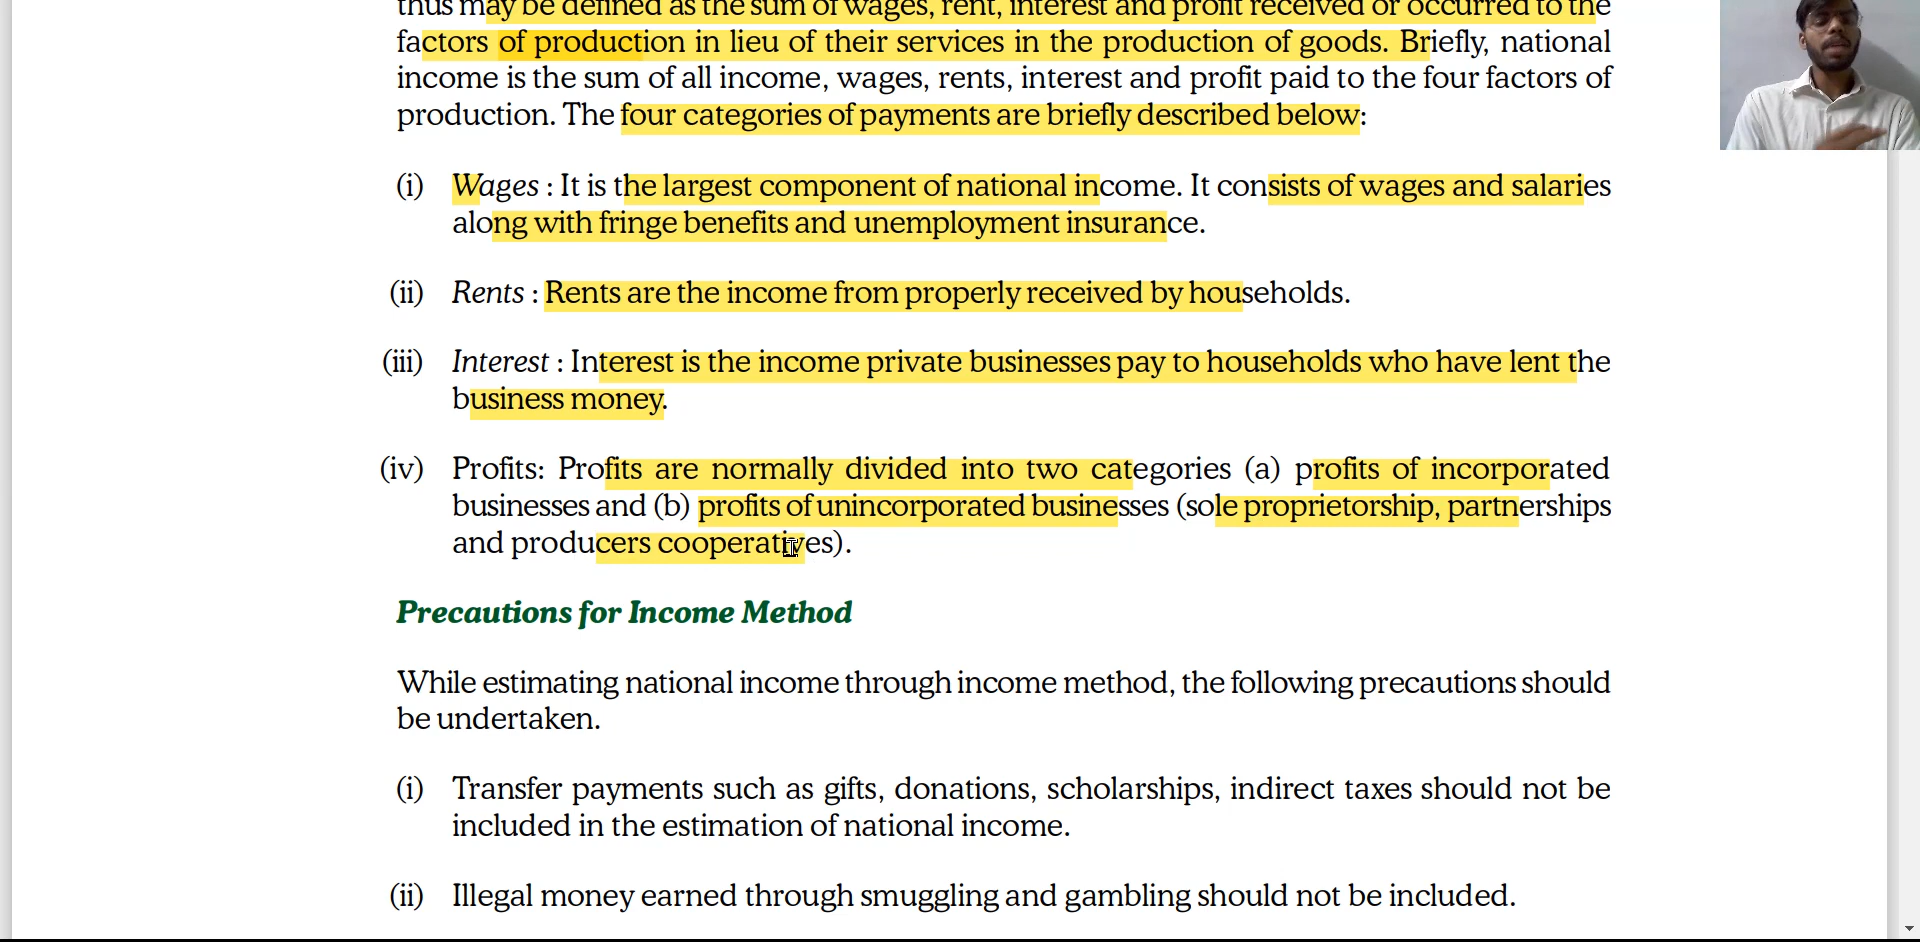 thus may be defined as the sum of wages, rent, interest and profit received or occurred to the
factors of production in lieu of their services in the production of goods. Briefly, national
income is the sum of all income, wages, rents, interest and profit paid to the four factors of
production. The four categories of payments are briefly described below:
(i) Wages : It is the largest component of national income. It consists of wages and salaries
along with fringe benefits and unemployment insurance.
(ii) Rents : Rents are the income from properly received by households.
(iii) Interest : Interest is the income private businesses pay to households who have lent the
business money.
(iv) Profits: Profits are normally divided into two categories (a) profits of incorporated
businesses and (b) profits of unincorporated businesses (sole proprietorship, partnerships
and producers cooperatives).
Precautions for Income Method
While estimating national income through income method, the following precautions should
be undertaken.
(i) Transfer payments such as gifts, donations, scholarships, indirect taxes should not be
included in the estimation of national income.
(ii) Illegal money earned through smuggling and gambling should not be included.